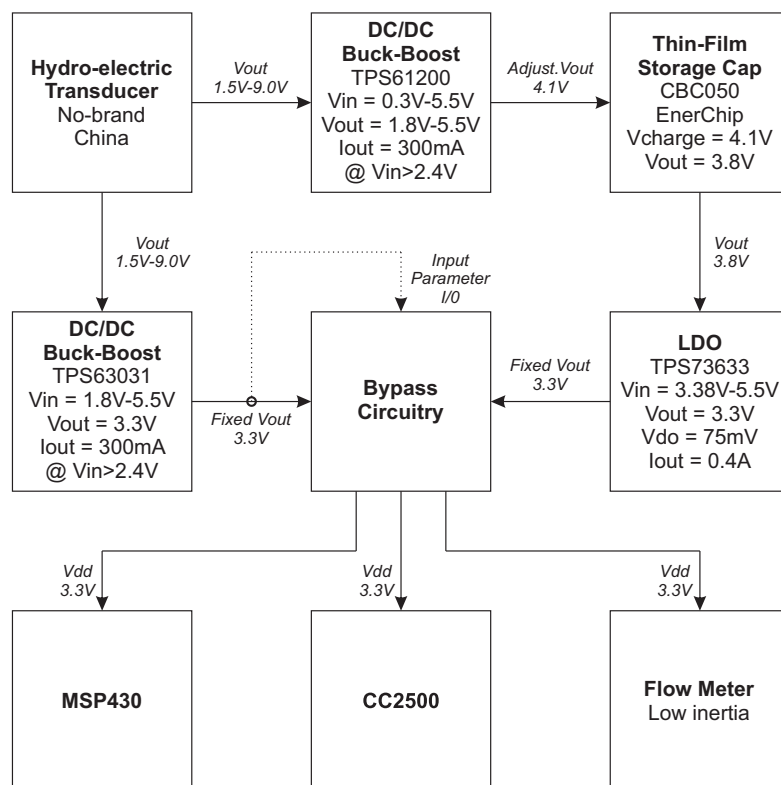 Hydro-electric
Transducer
No-brand
China
Vout
1.5V-9.0V
DC/DC
Buck-Boost
TPS61200
Vin = 0.3V-5.5V
Vout = 1.8V-5.5V
Iout = 300mA
@ Vin>2.4V
Adjust.Vout
4.1V
Thin-Film
Storage Cap
CBC050
EnerChip
Vcharge = 4.1V
Vout = 3.8V
Vout
1.5V-9.0V
Input
Parameter
I/0
Vout
3.8V
DC/DC
Buck-Boost
TPS63031
Vin = 1.8V-5.5V
Vout = 3.3V
Iout = 300mA
@ Vin>2.4V
Fixed Vout
3.3V
Bypass
Circuitry
Fixed Vout
3.3V
LDO
TPS73633
Vin = 3.38V-5.5V
Vout = 3.3V
Vdo = 75mV
Iout = 0.4A
Vdd
3.3V
Vdd
3.3V
Vdd
3.3V
MSP430
CC2500
Flow Meter
Low inertia